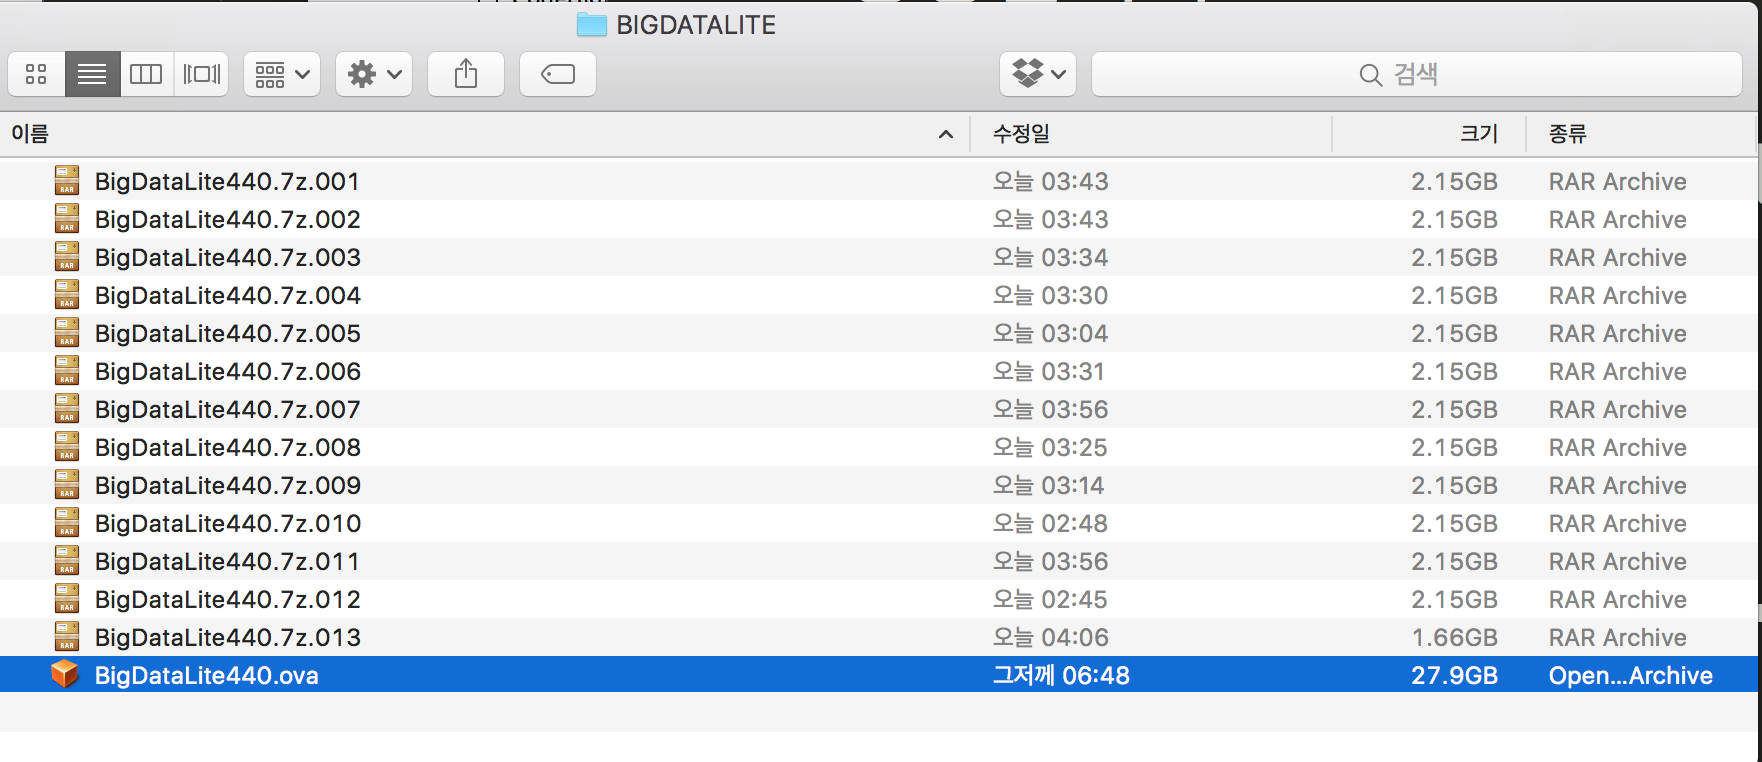 BIGDATALITE
검색
이름 수정일 크기 종류
BigDataLite440.7z.001 오늘 03:43 2.15GB RAR Archive
BigDataLite440.7z.002 오늘 03:43 2.15GB RAR Archive
BigDataLite440.7z.003 오늘 03:34 2.15GB RAR Archive
BigDataLite440.7z.004 오늘 03:30 2.15GB RAR Archive
BigDataLite440.7z.005 오늘 03:04 2.15GB RAR Archive
BigDataLite440.7z.006 오늘 03:31 2.15GB RAR Archive
BigDataLite440.7z.007 오늘 03:56 2.15GB RAR Archive
BigDataLite440.7z.008 오늘 03:25 2.15GB RAR Archive
BigDataLite440.7z.009 오늘 03:14 2.15GB RAR Archive
BigDataLite440.7z.010 오늘 02:48 2.15GB RAR Archive
BigDataLite440.7z.011 오늘 03:56 2.15GB RAR Archive
BigDataLite440.7z.012 오늘 02:45 2.15GB RAR Archive
BigDataLite440.7z.013 오늘 04:06 1.66GB RAR Archive
BigDataLite440.ova 그저께 06:48 27.9GB Open...Archive